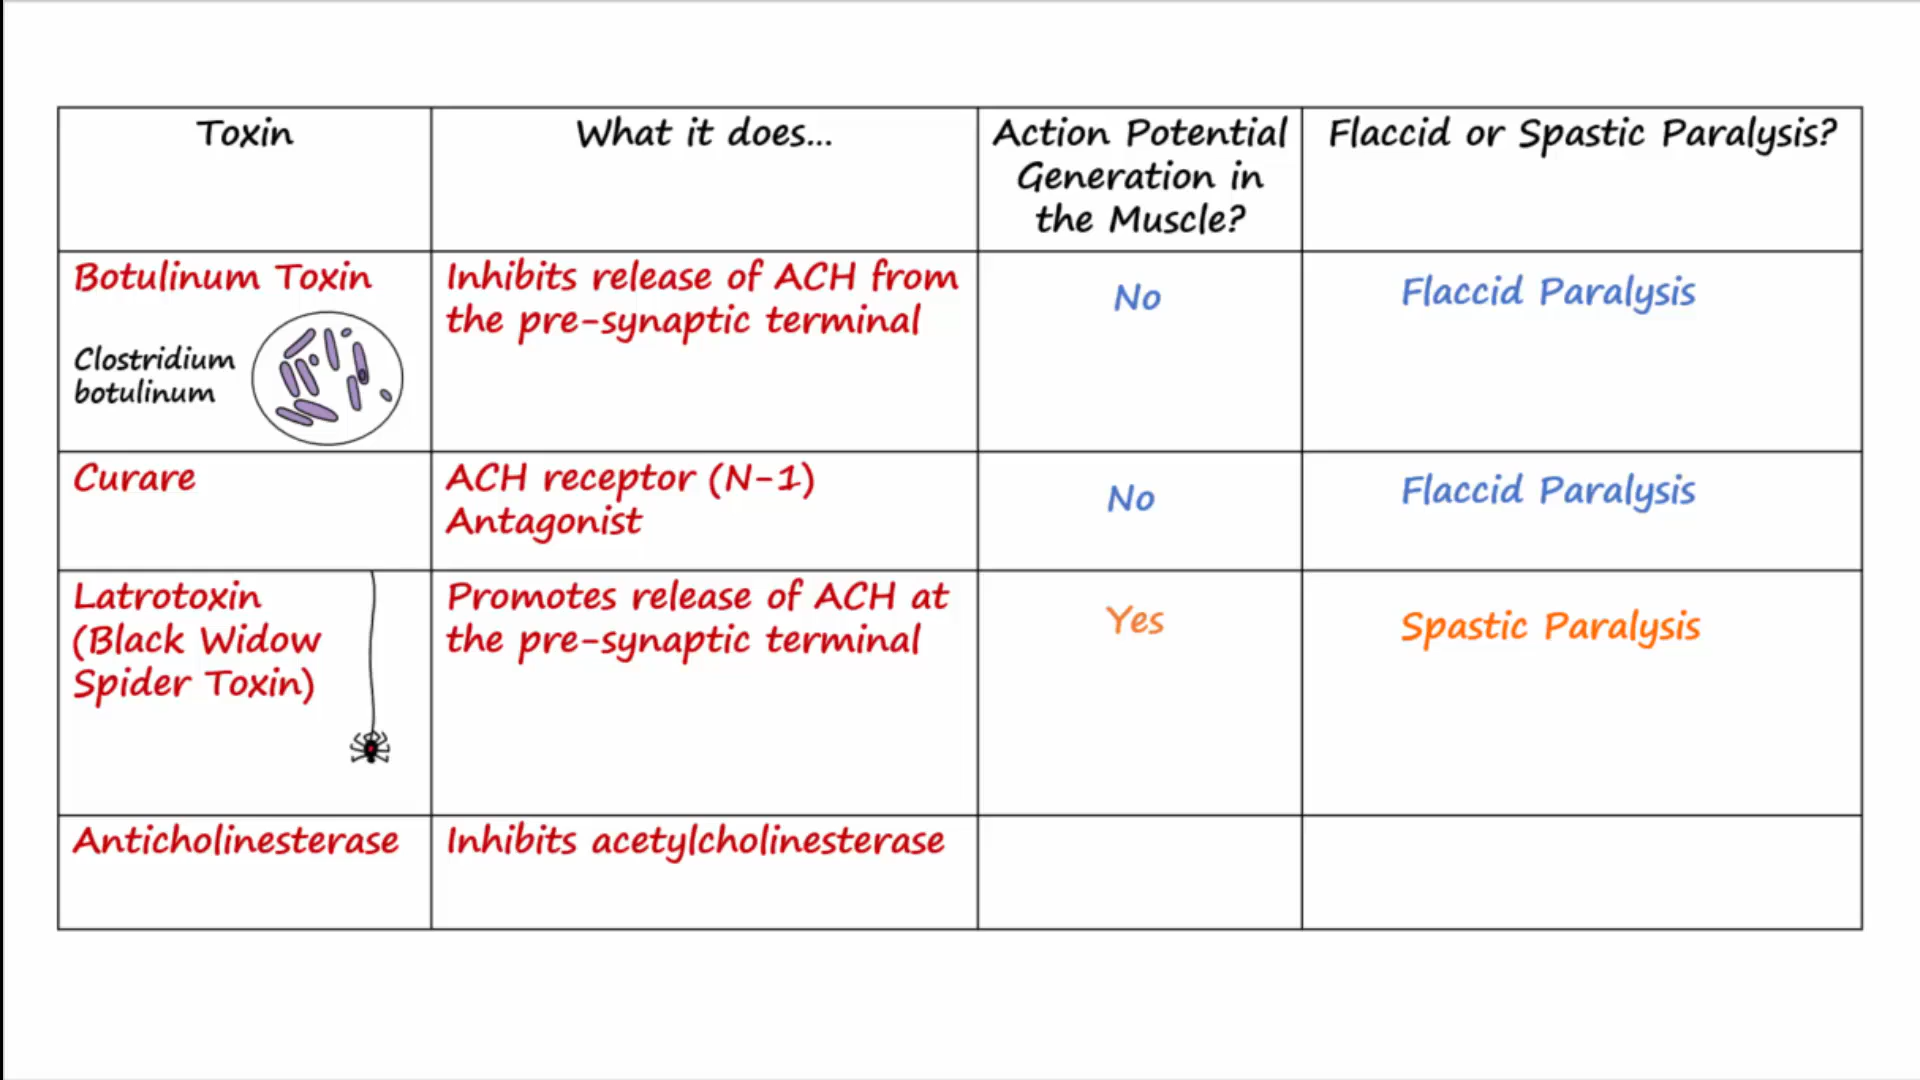 Toxin
What it does...
Action Potential
Generation in
the Muscle?
Flaccid or Spastic Paralysis?
Botulinum Toxin
Clostridium
botulinum
Inhibits release of ACH from
the pre-synaptic terminal
No
Flaccid Paralysis
Curare
ACH receptor (N-1)
Antagonist
No
Flaccid Paralysis
Latrotoxin
(Black Widow
Spider Toxin)
Promotes release of ACH at
the pre-synaptic terminal
Yes
Spastic Paralysis
Anticholinesterase
Inhibits acetylcholinesterase